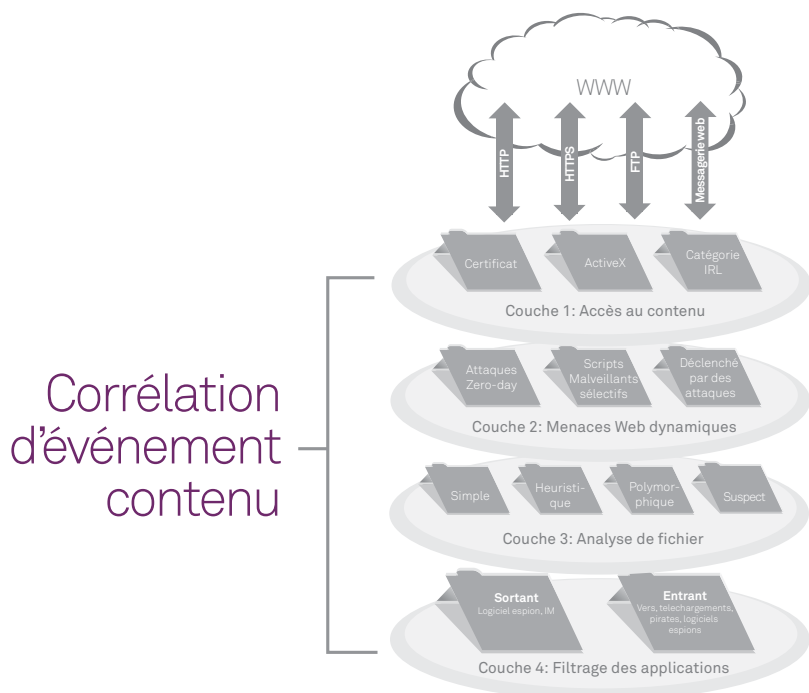 WWW
HTTP
HTTPS
FTP
Messagerie web
Certificat
ActiveX
Catégorie
IRL
Couche 1: Accès au contenu
Attaques
Zero-day
Scripts
Malveillants
sélectifs
Déclenché
par des
attaques
Couche 2: Menaces Web dynamiques
Corrélation
d'événement
contenu
Simple
Heuristi-
que
Polymor-
phique
Suspect
Couche 3: Analyse de fichier
Sortant
Logiciel espion, IM
Entrant
Vers, telechargements,
pirates, logiciels
espions
Couche 4: Filtrage des applications